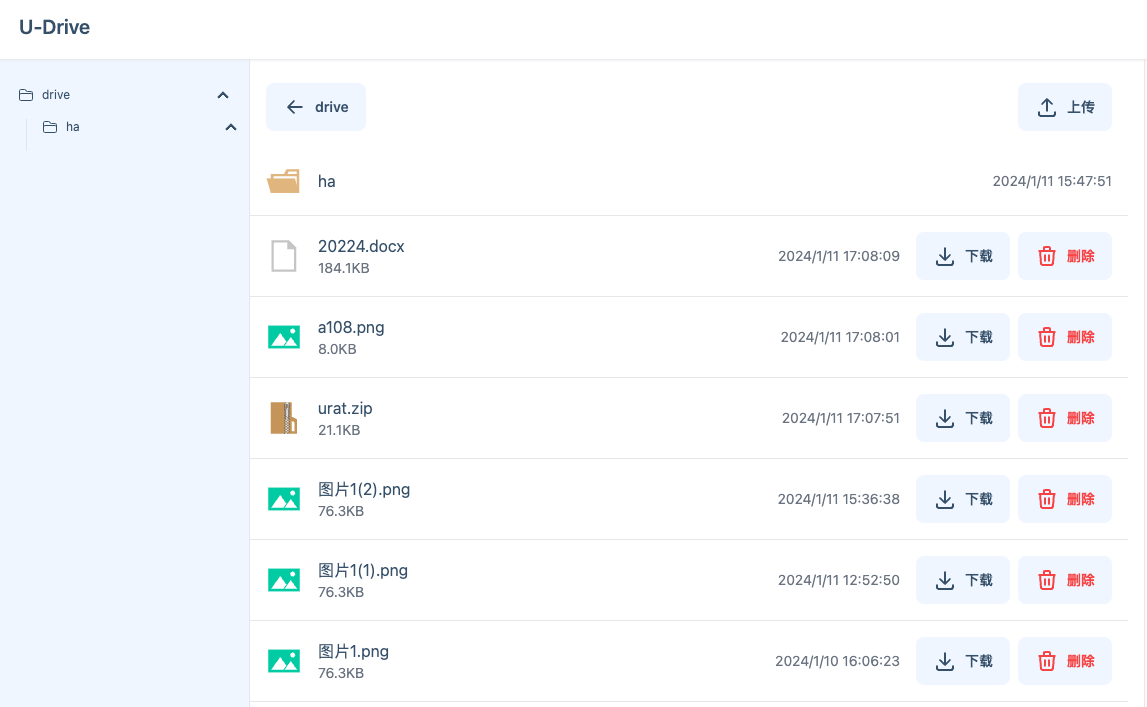 U-Drive
drive
ha
drive
上传
ha
2024/1/11 15:47:51
20224.docx
184.1KB
2024/1/11 17:08:09
下载
删除
a108.png
8.0KB
2024/1/11 17:08:01
下载
删除
urat.zip
21.1KB
2024/1/11 17:07:51
下载
删除
图片1(2).png
76.3KB
2024/1/11 15:36:38
下载
删除
图片1(1).png
76.3KB
2024/1/11 12:52:50
下载
删除
图片1.png
76.3KB
2024/1/10 16:06:23
下载
删除